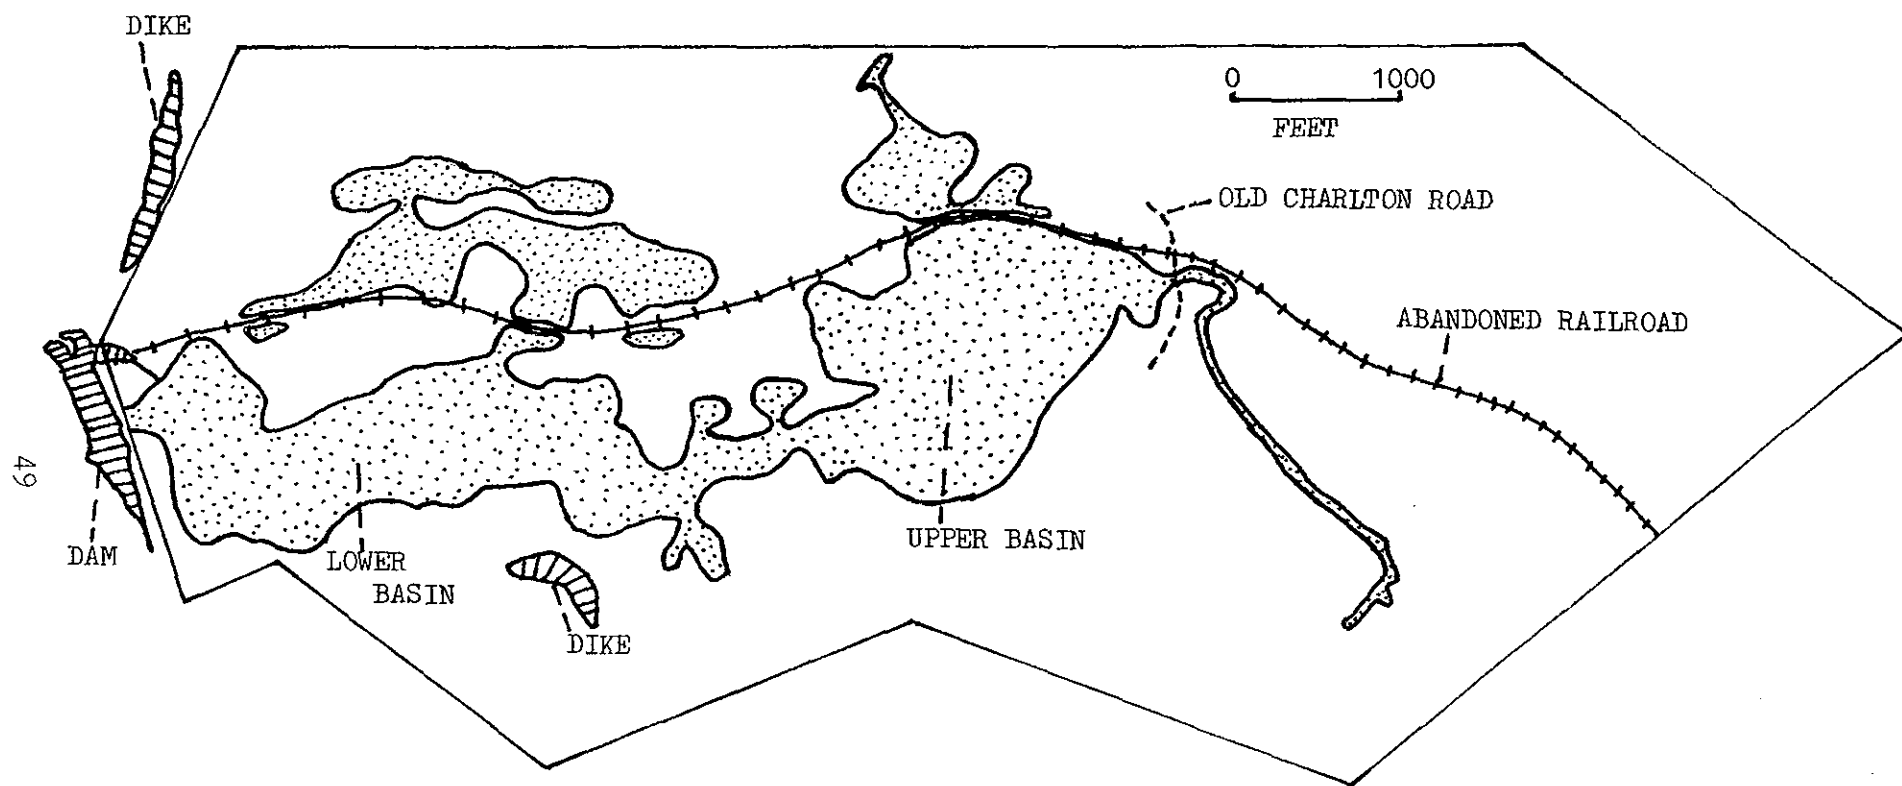 DIKE
0 1000
FEET
OLD CHARLTON ROAD
ABANDONED RAILROAD
49
DAM
LOWER
BASIN
UPPER BASIN
DIKE